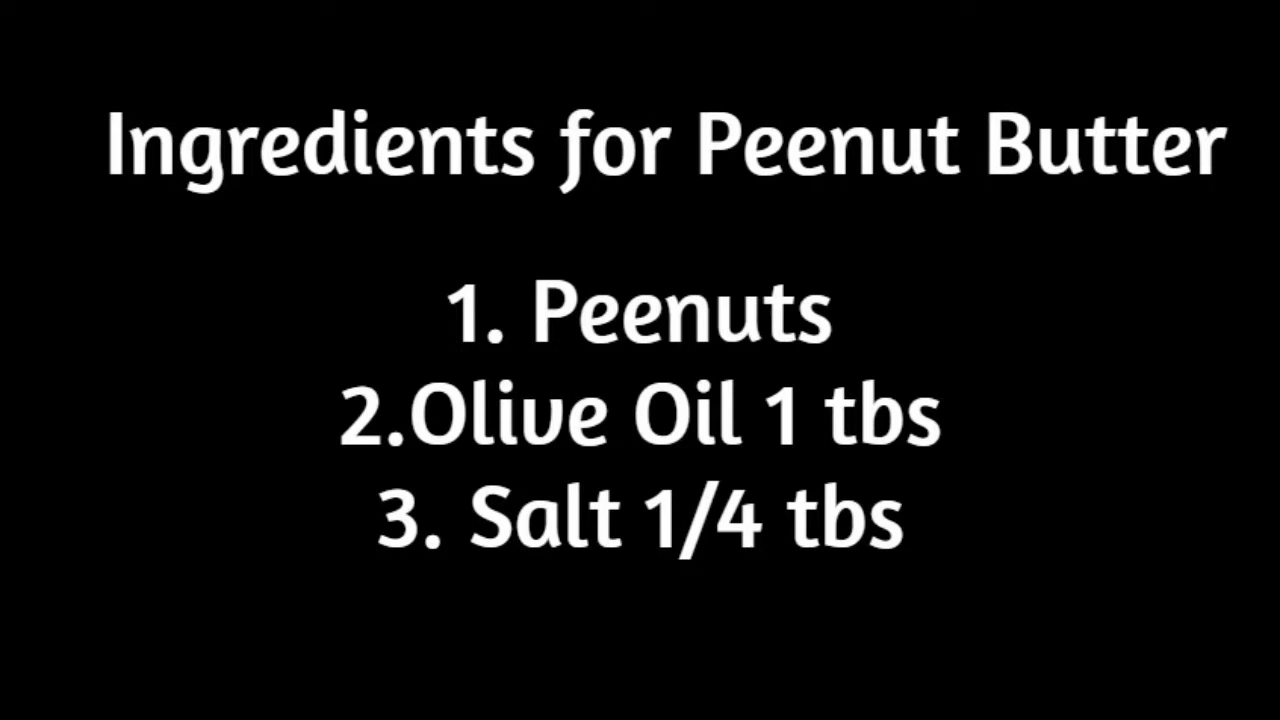 Ingredients for Peenut Butter
1. Peenuts
2.Olive Oil 1 tbs
3. Salt 1/4 tbs